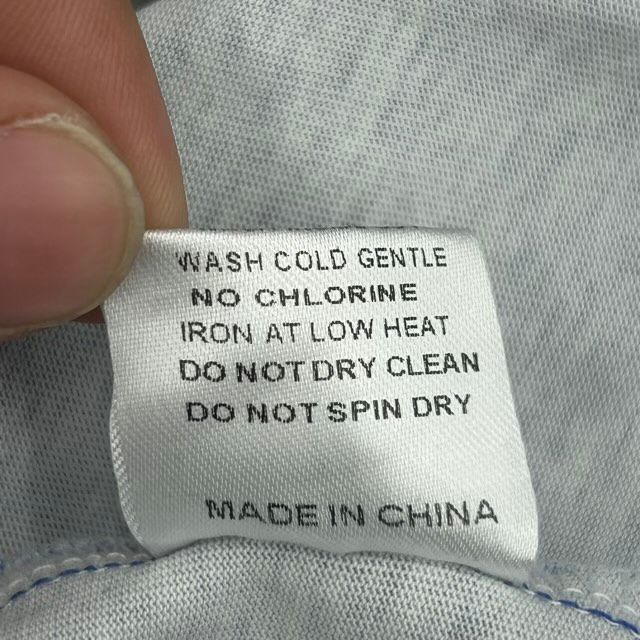 WASH COLD GENTLE
NO CHLORINE
IRON AT LOW HEAT
DO NOT DRY CLEAN
DO NOT SPIN DRY
MADE IN CHINA